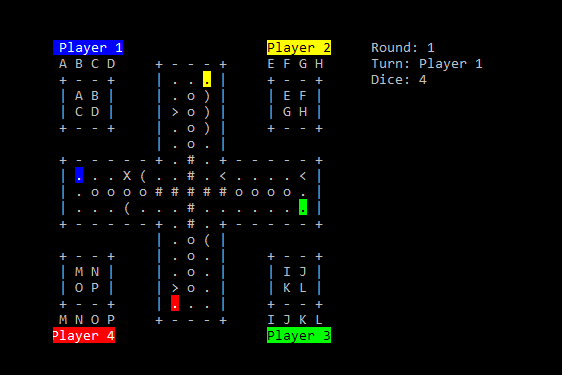 Player 1 Player 2 Round: 1
A B C D + - - - + E F G H Turn: Player 1
+ - - + | . . . | + - - + Dice: 4
| A B | | . o ) | | E F |
| C D | | > o ) | | G H |
+ - - + | . o ) | + - - +
| . o . |
+ - - - - - + . # . + - - - - - +
| . . . X ( . . # . < . . . . < |
| . o o o o # # # # # o o o o . |
| . . . ( . . . # . . . . . . . |
+ - - - - - + . # . + - - - - - +
| . o ( |
+ - - + | . o . | + - - +
| M N | | . o . | | I J |
| O P | | > o . | | K L |
+ - - + | . . . | + - - +
M N O P + - - - + I J K L
Player 4 Player 3